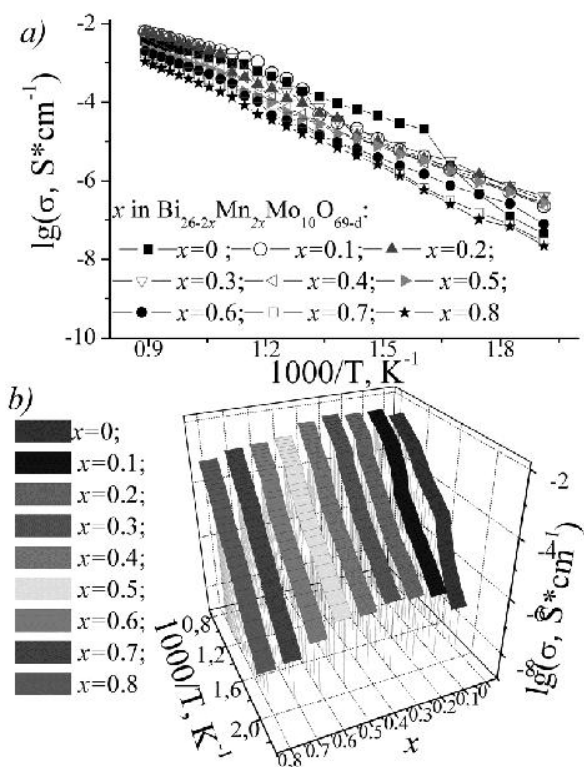 a)
-2
-4
-6
-8
-10
lg(σ, S*cm⁻¹)
x in Bi₂₆₋₂ₓMn₂ₓMo₁₀O₆₉₋d:
x=0 ; x=0.1; x=0.2;
x=0.3; x=0.4; x=0.5;
x=0.6; x=0.7; x=0.8
0.9 1.2 1.5 1.8
1000/T, K⁻¹
b)
x=0;
x=0.1;
x=0.2;
x=0.3;
x=0.4;
x=0.5;
x=0.6;
x=0.7;
x=0.8
-2
-4
-6
-8
lg(σ, S*cm⁻¹)
0,8
1,2
1,6
2,0
1000/T, K⁻¹
0.8 0.7 0.6 0.5 0.4 0.3 0.2 0.1 0
x